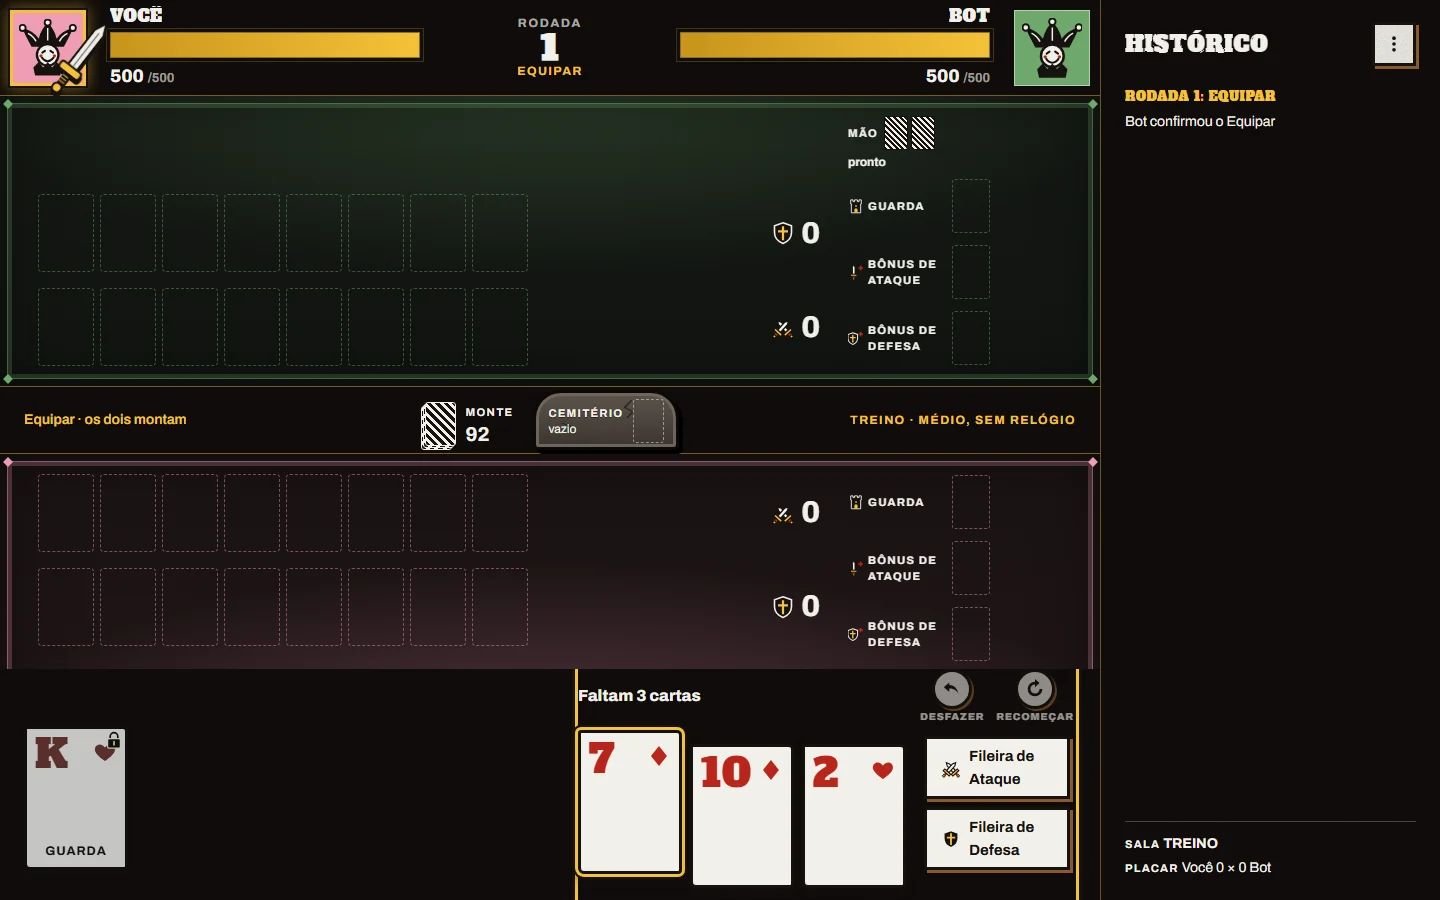 VOCÊ
500 /500
RODADA
1
EQUIPAR
BOT
500 /500
HISTÓRICO
RODADA 1: EQUIPAR
Bot confirmou o Equipar
MÃO
pronto
GUARDA
0
BÔNUS DE
ATAQUE
0
BÔNUS DE
DEFESA
Equipar · os dois montam
MONTE
92
CEMITÉRIO
vazio
TREINO · MÉDIO, SEM RELÓGIO
0
GUARDA
BÔNUS DE
ATAQUE
0
BÔNUS DE
DEFESA
Faltam 3 cartas
DESFAZER
RECOMEÇAR
K
GUARDA
7
10
2
Fileira de
Ataque
Fileira de
Defesa
SALA TREINO
PLACAR Você 0 × 0 Bot